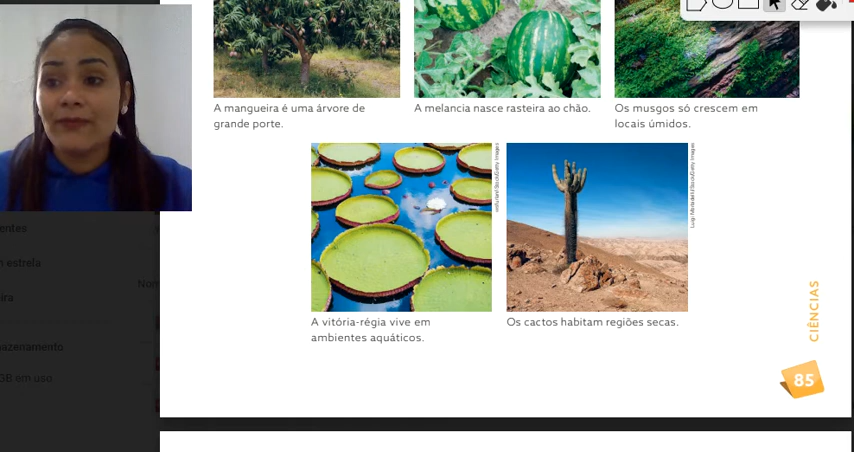 A mangueira é uma árvore de
grande porte.
A melancia nasce rasteira ao chão.
Os musgos só crescem em
locais úmidos.
A vitória-régia vive em
ambientes aquáticos.
Os cactos habitam regiões secas.
CIÊNCIAS
85
entes
estrela
ira
Nom
azenamento
GB em uso